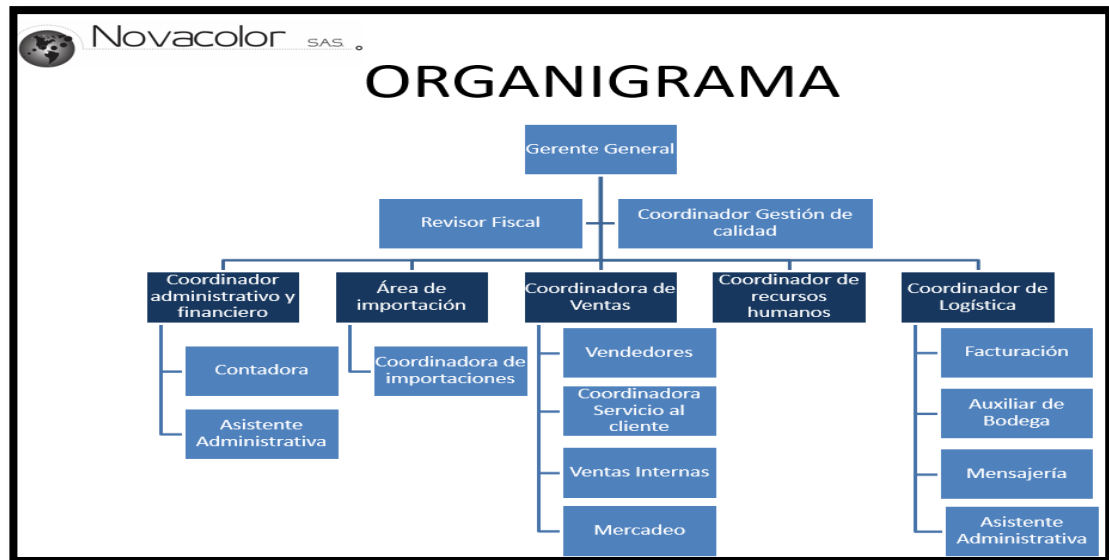 Novacolor S.A.S.
ORGANIGRAMA
Gerente General
Revisor Fiscal
Coordinador Gestión de
calidad
Coordinador
administrativo y
financiero
Área de
importación
Coordinadora de
Ventas
Coordinador de
recursos
humanos
Coordinador de
Logística
Contadora
Asistente
Administrativa
Coordinadora de
importaciones
Vendedores
Coordinadora
Servicio al
cliente
Ventas Internas
Mercadeo
Facturación
Auxiliar de
Bodega
Mensajería
Asistente
Administrativa